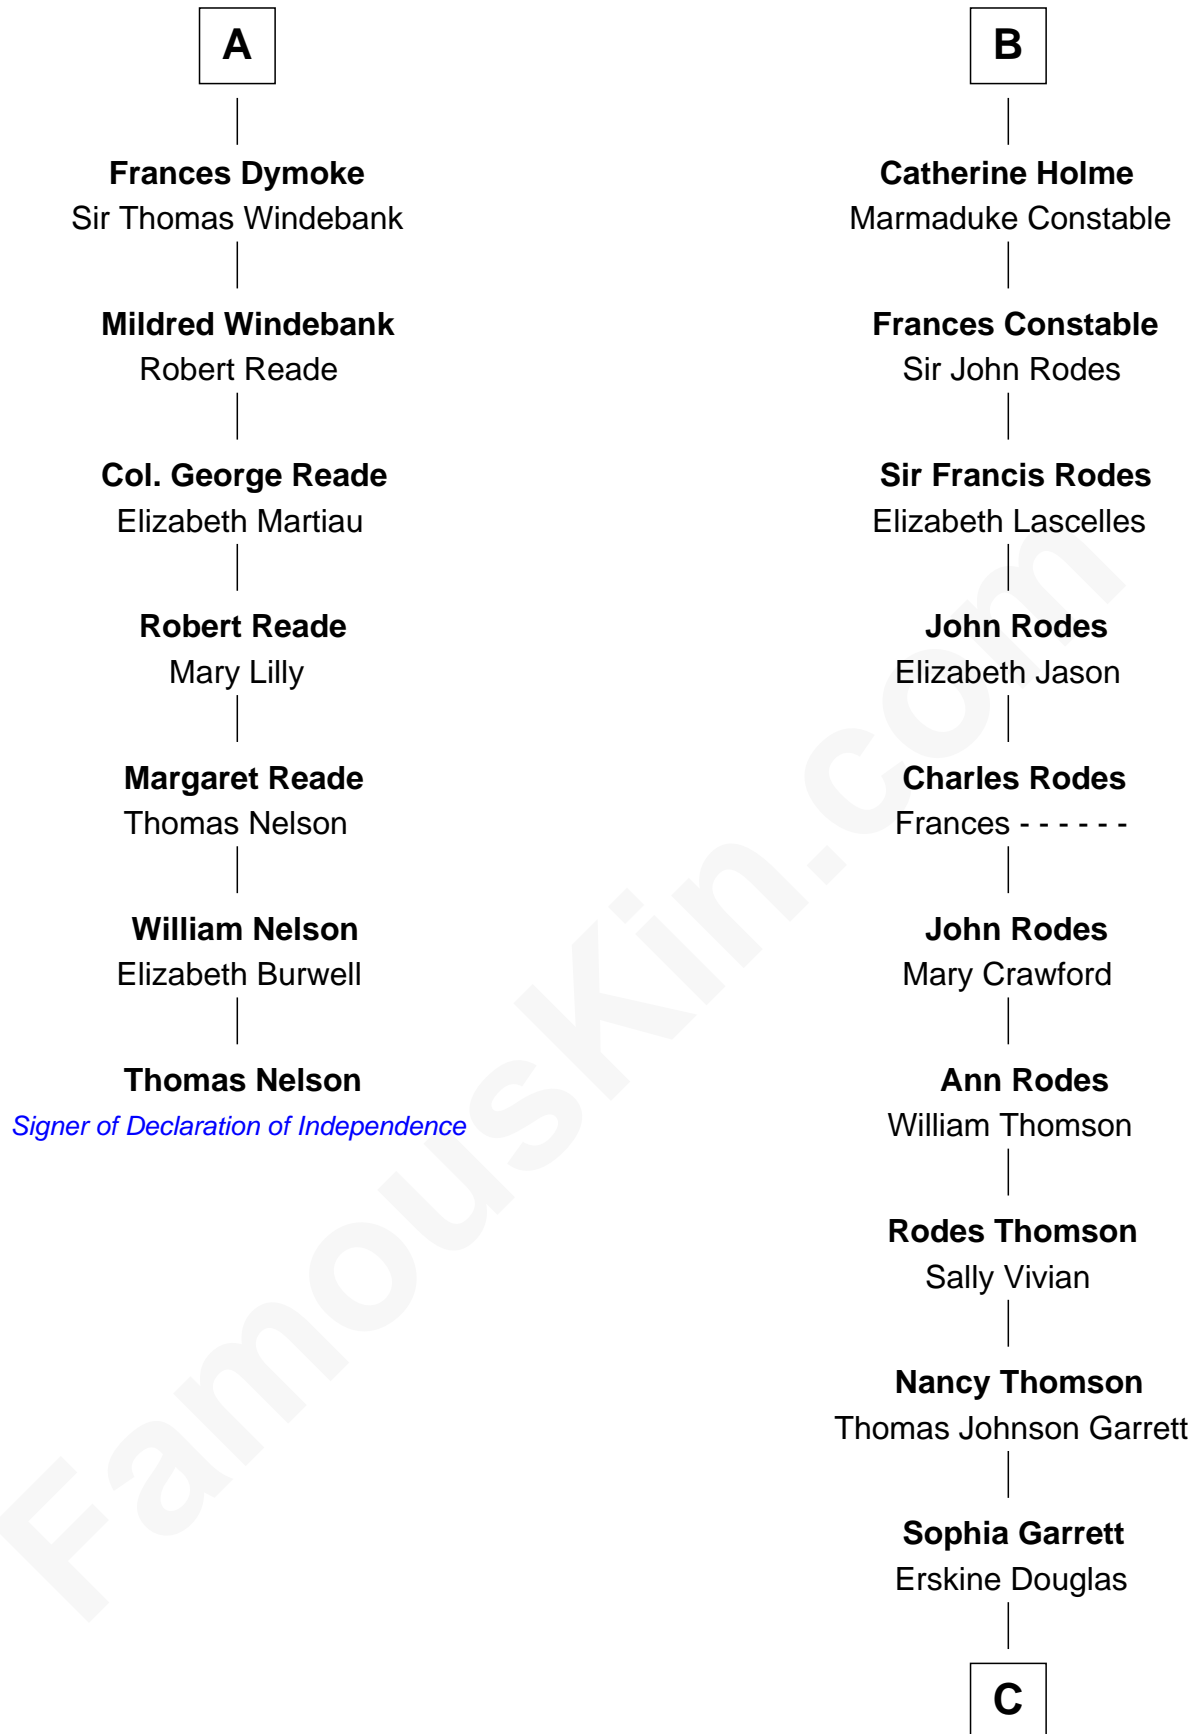 A
Frances Dymoke
Sir Thomas Windebank
Mildred Windebank
Robert Reade
Col. George Reade
Elizabeth Martiau
Robert Reade
Mary Lilly
Margaret Reade
Thomas Nelson
William Nelson
Elizabeth Burwell
Thomas Nelson
Signer of Declaration of Independence
B
Catherine Holme
Marmaduke Constable
Frances Constable
Sir John Rodes
Sir Francis Rodes
Elizabeth Lascelles
John Rodes
Elizabeth Jason
Charles Rodes
Frances - - - - - -
John Rodes
Mary Crawford
Ann Rodes
William Thomson
Rodes Thomson
Sally Vivian
Nancy Thomson
Thomas Johnson Garrett
Sophia Garrett
Erskine Douglas
C
FamousKin.com